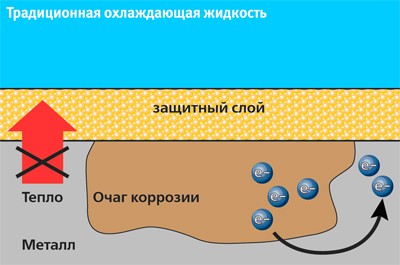 Традиционная охлаждающая жидкость
защитный слой
Тепло
Очаг коррозии
e-
e-
e-
e-
e-
e-
Металл